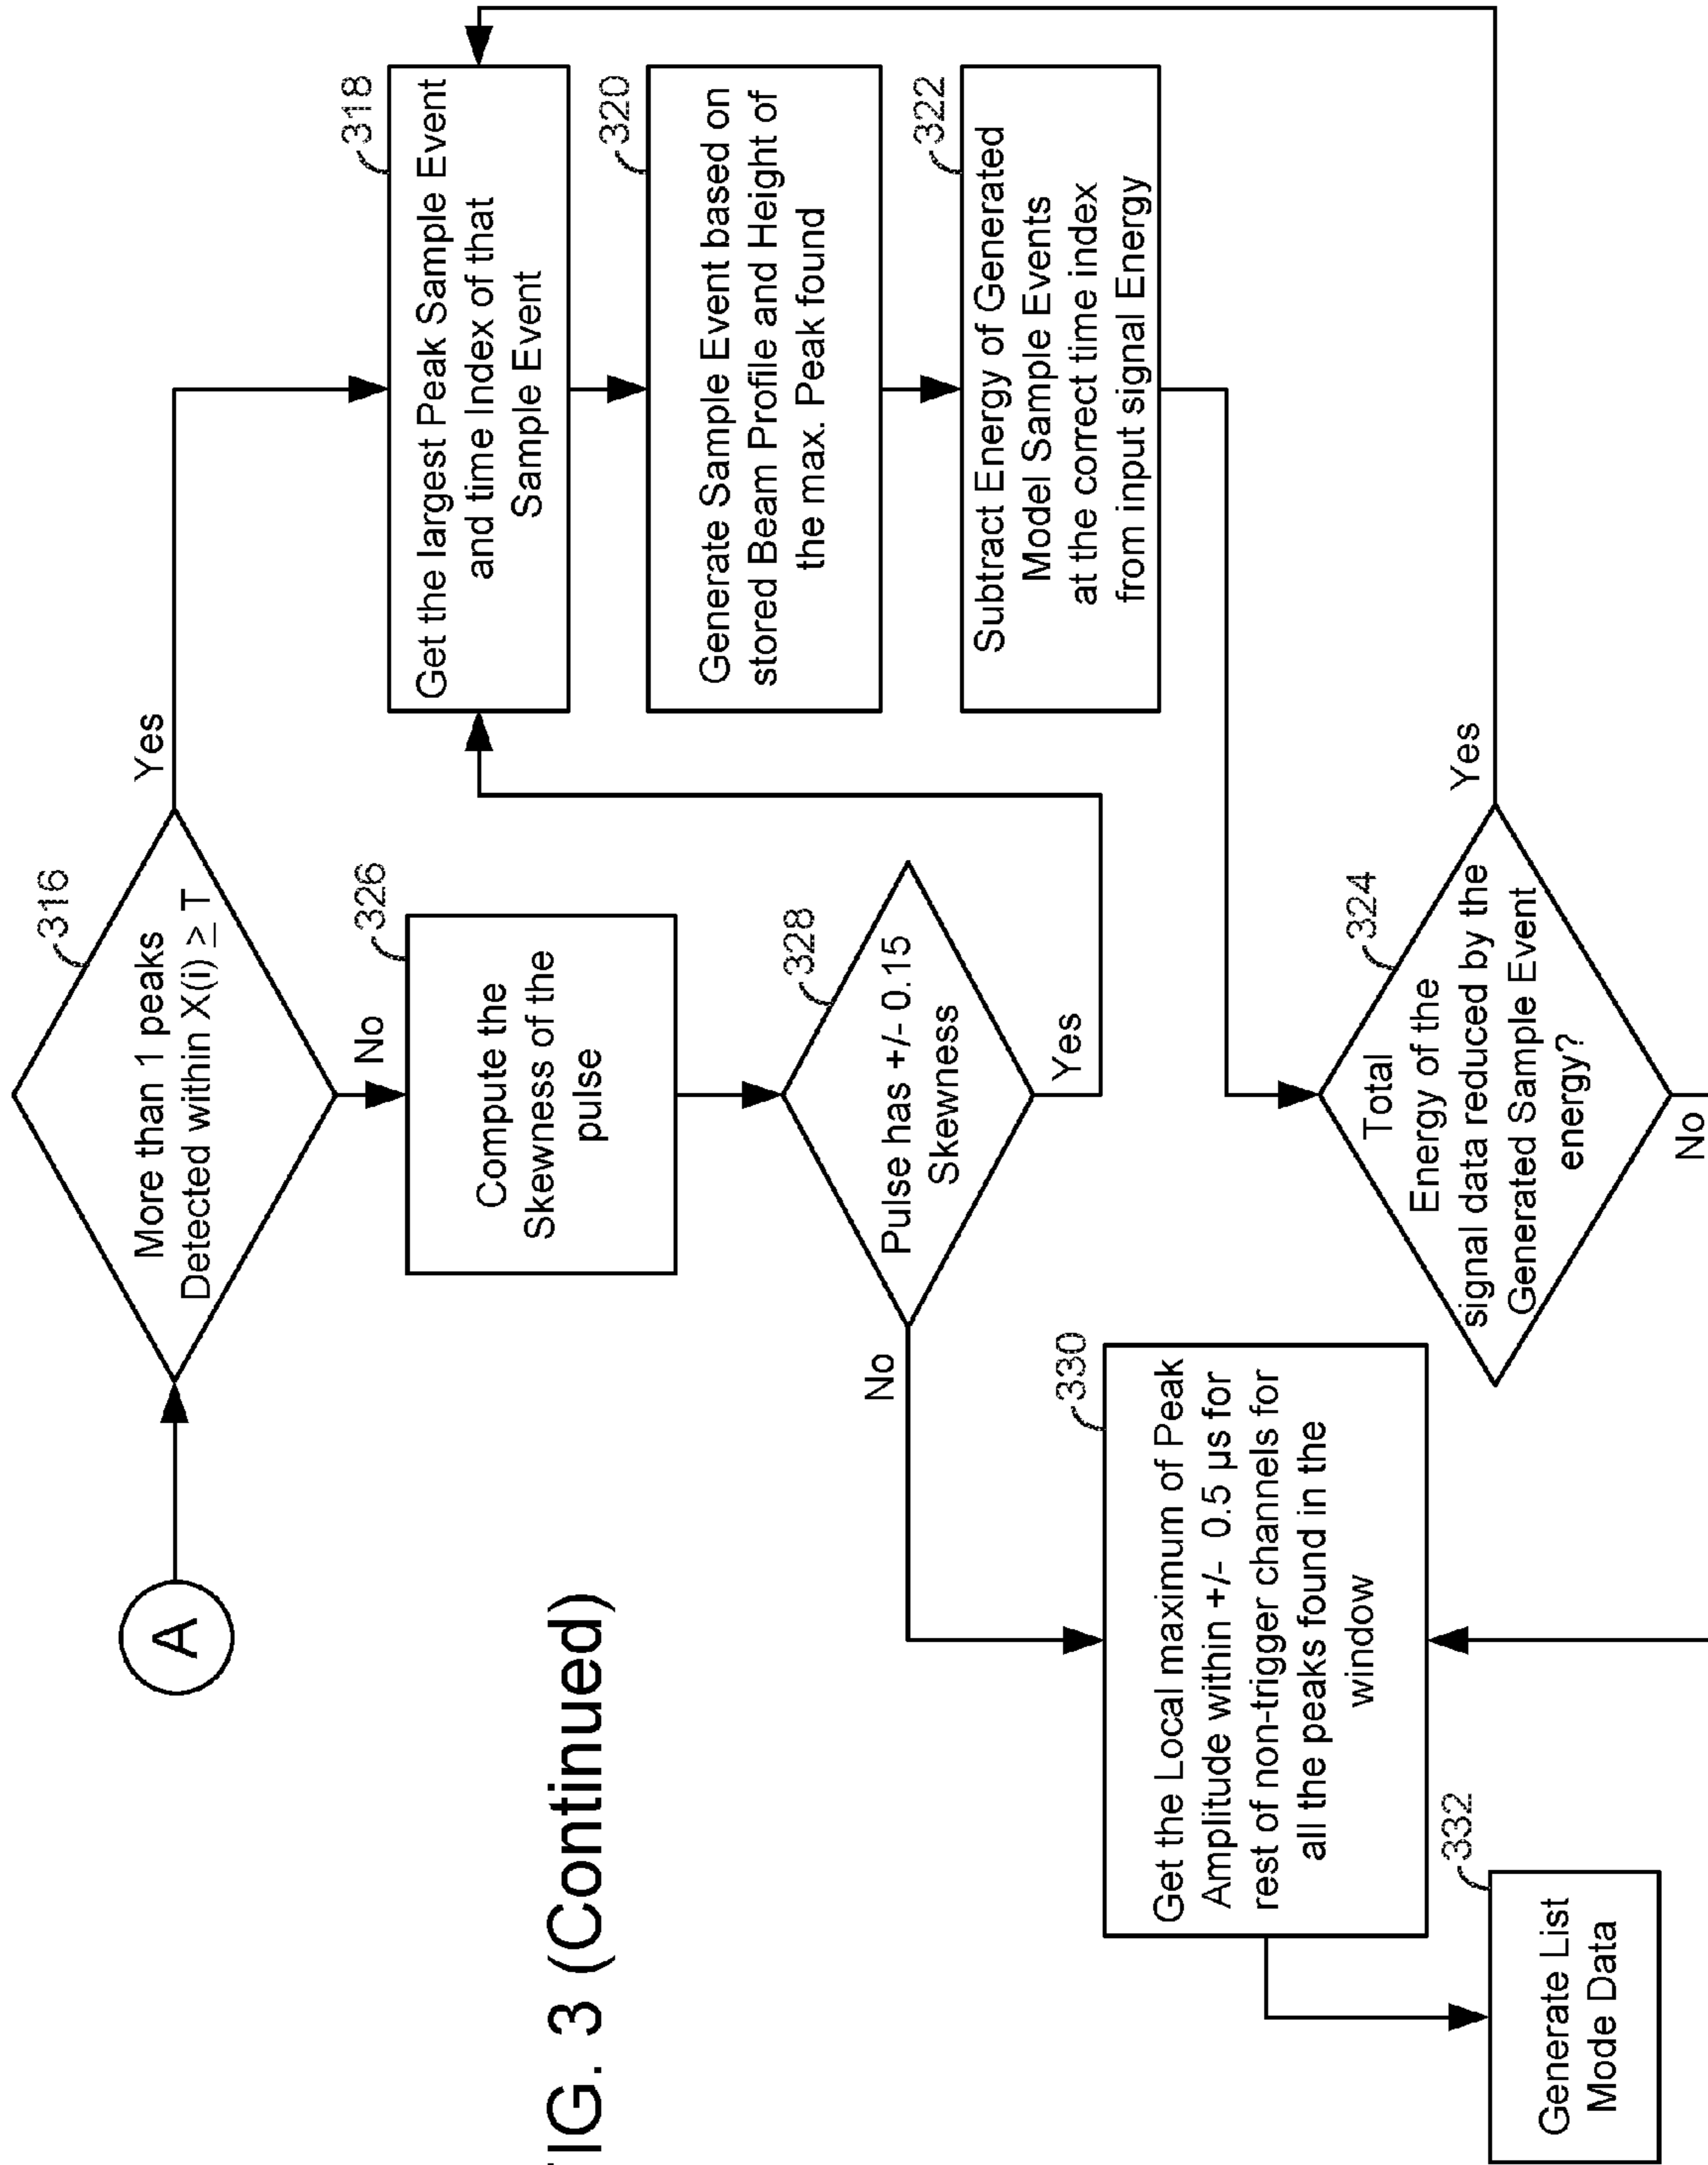 A
316
More than 1 peaks
Detected within X(i) ≥ T
Yes
No
326
Compute the
Skewness of the
pulse
328
Pulse has +/- 0.15
Skewness
Yes
No
318
Get the largest Peak Sample Event
and time Index of that
Sample Event
320
Generate Sample Event based on
stored Beam Profile and Height of
the max. Peak found
322
Subtract Energy of Generated
Model Sample Events
at the correct time index
from input signal Energy
324
Total
Energy of the
signal data reduced by the
Generated Sample Event
energy?
Yes
No
330
Get the Local maximum of Peak
Amplitude within +/- 0.5 µs for
rest of non-trigger channels for
all the peaks found in the
window
332
Generate List
Mode Data
FIG. 3 (Continued)